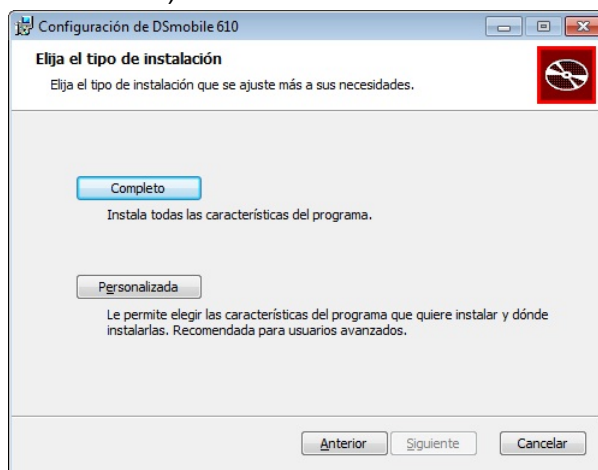 Configuración de DSmobile 610
Elija el tipo de instalación
Elija el tipo de instalación que se ajuste más a sus necesidades.
Completo
Instala todas las características del programa.
Personalizada
Le permite elegir las características del programa que quiere instalar y dónde
instalarlas. Recomendada para usuarios avanzados.
Anterior Siguiente Cancelar